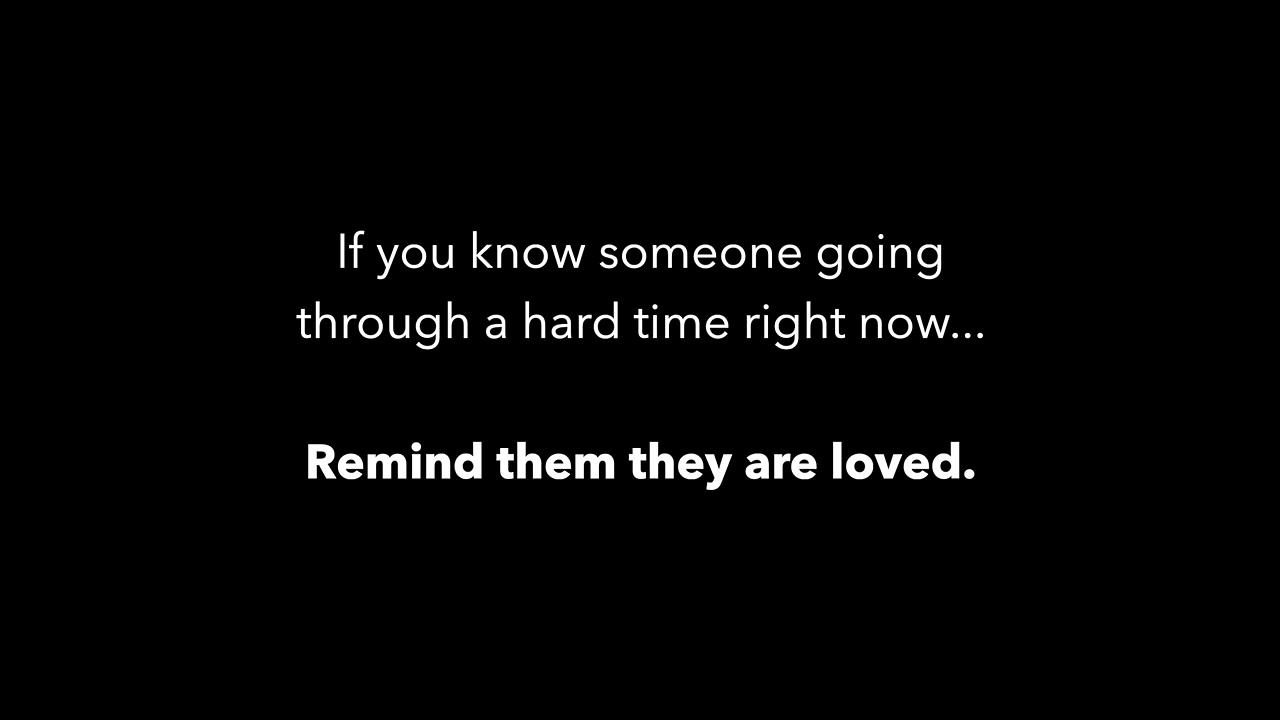 If you know someone going
through a hard time right now...
Remind them they are loved.